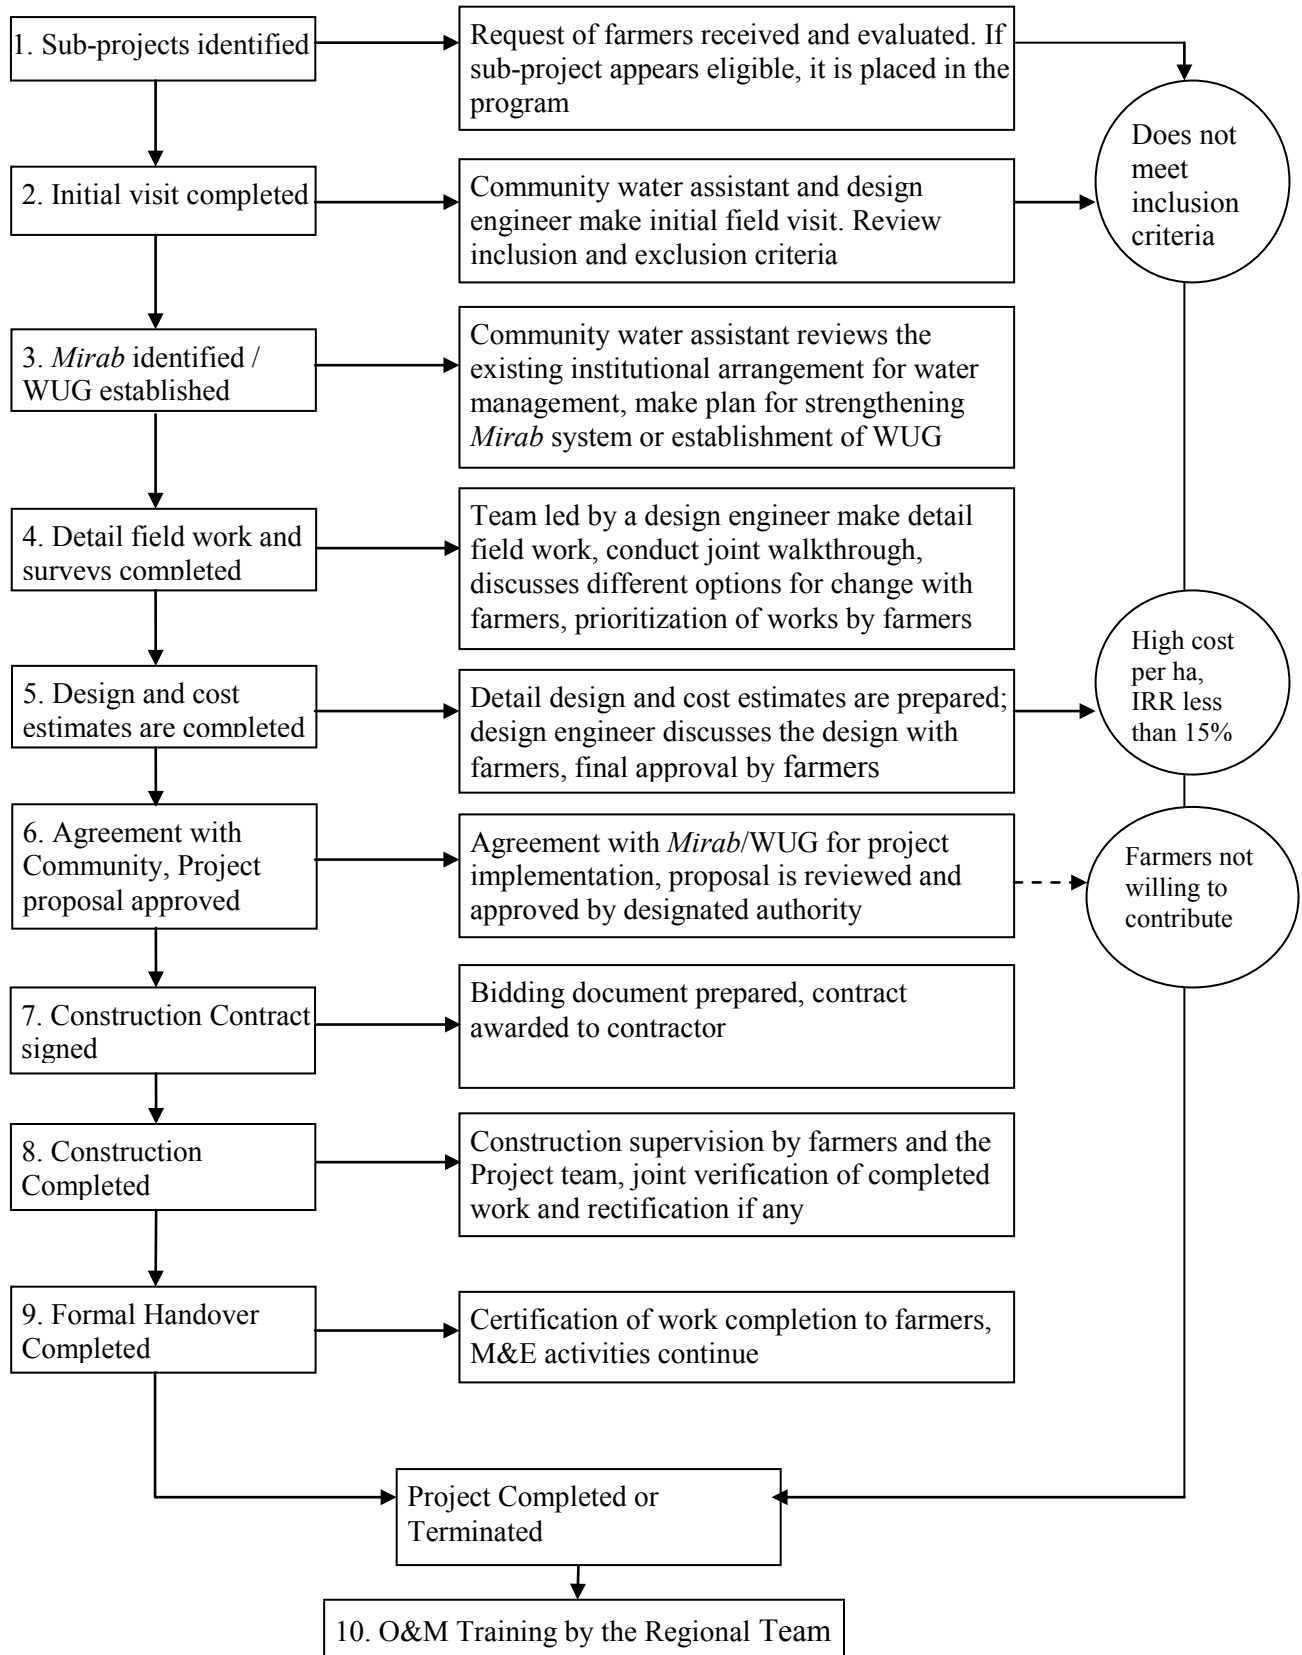 1. Sub-projects identified
Request of farmers received and evaluated. If
sub-project appears eligible, it is placed in the
program
Does not
meet
inclusion
criteria
2. Initial visit completed
Community water assistant and design
engineer make initial field visit. Review
inclusion and exclusion criteria
3. Mirab identified /
WUG established
Community water assistant reviews the
existing institutional arrangement for water
management, make plan for strengthening
Mirab system or establishment of WUG
4. Detail field work and
surveys completed
Team led by a design engineer make detail
field work, conduct joint walkthrough,
discusses different options for change with
farmers, prioritization of works by farmers
5. Design and cost
estimates are completed
Detail design and cost estimates are prepared;
design engineer discusses the design with
farmers, final approval by farmers
High cost
per ha,
IRR less
than 15%
6. Agreement with
Community, Project
proposal approved
Agreement with Mirab/WUG for project
implementation, proposal is reviewed and
approved by designated authority
Farmers not
willing to
contribute
7. Construction Contract
signed
Bidding document prepared, contract
awarded to contractor
8. Construction
Completed
Construction supervision by farmers and the
Project team, joint verification of completed
work and rectification if any
9. Formal Handover
Completed
Certification of work completion to farmers,
M&E activities continue
Project Completed or
Terminated
10. O&M Training by the Regional Team